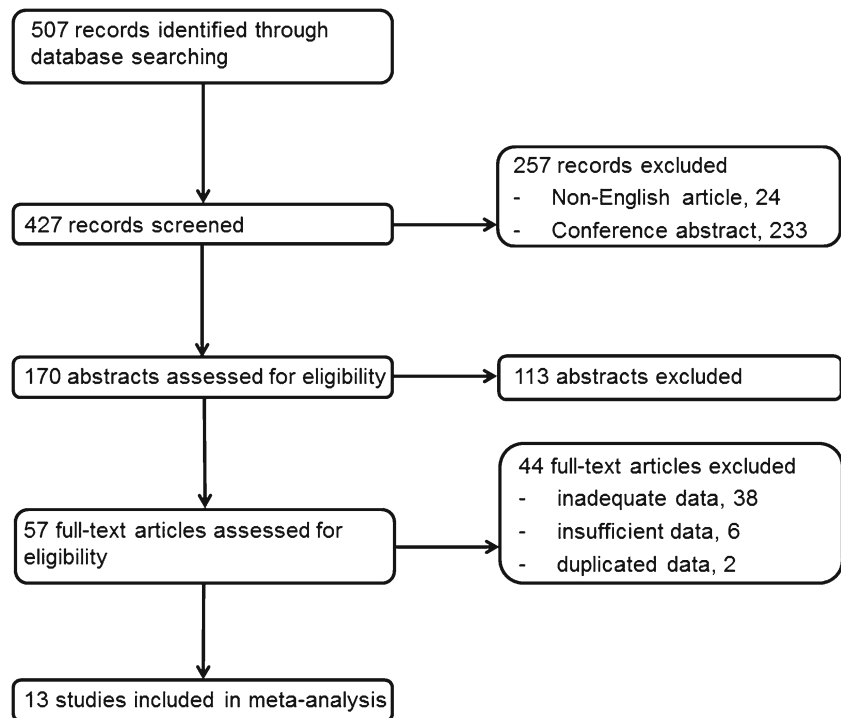 507 records identified through
database searching
427 records screened
257 records excluded
- Non-English article, 24
- Conference abstract, 233
170 abstracts assessed for eligibility
113 abstracts excluded
57 full-text articles assessed for
eligibility
44 full-text articles excluded
- inadequate data, 38
- insufficient data, 6
- duplicated data, 2
13 studies included in meta-analysis